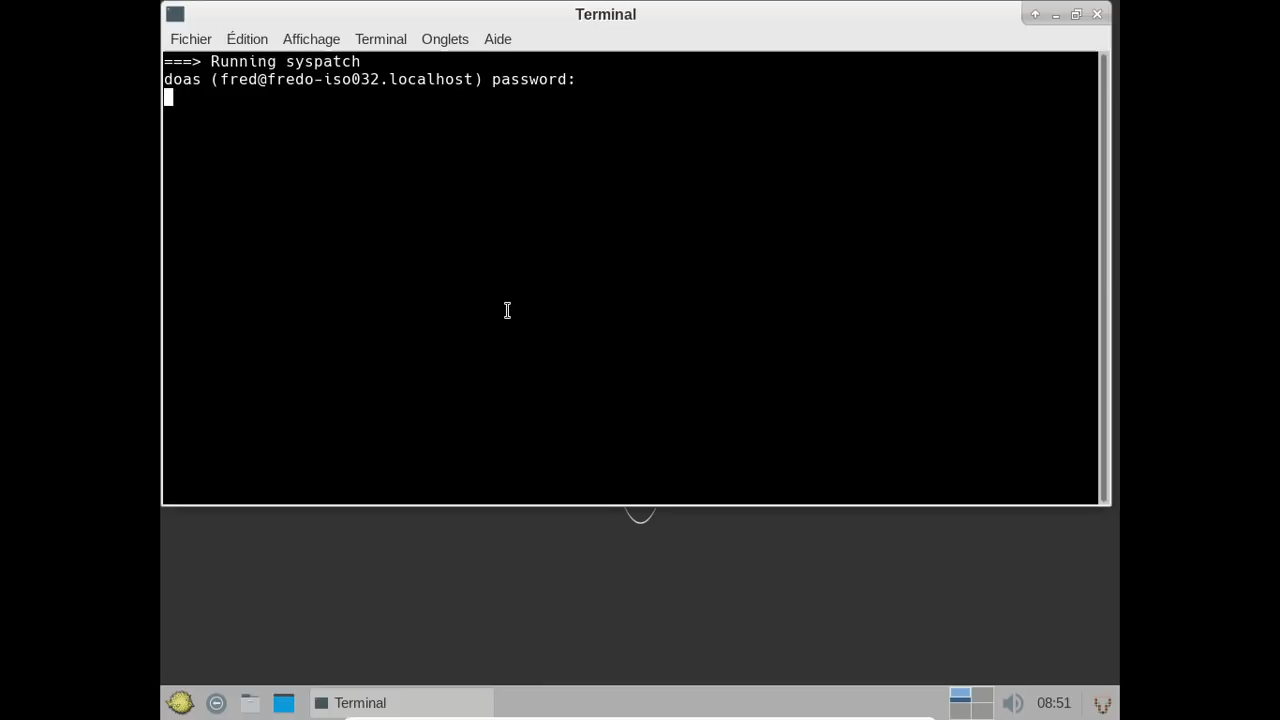 Terminal
Fichier Édition Affichage Terminal Onglets Aide
===> Running syspatch
doas (fred@fredo-iso032.localhost) password:
Terminal 08:51